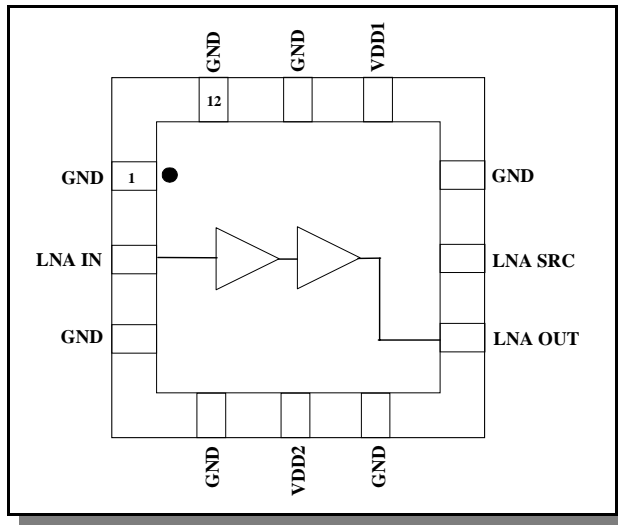 GND
GND
VDD1
12
GND
1
GND
LNA IN
LNA SRC
GND
LNA OUT
GND
VDD2
GND